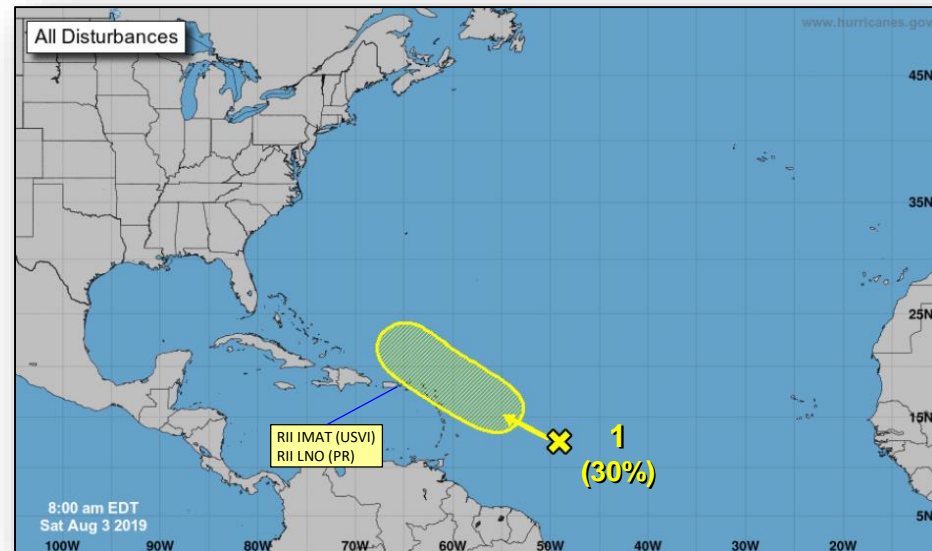 All Disturbances
www.hurricanes.gov
45N
35N
25N
15N
5N
RII IMAT (USVI)
RII LNO (PR)
1
(30%)
8:00 am EDT
Sat Aug 3 2019
100W 90W 80W 70W 60W 50W 40W 30W 20W